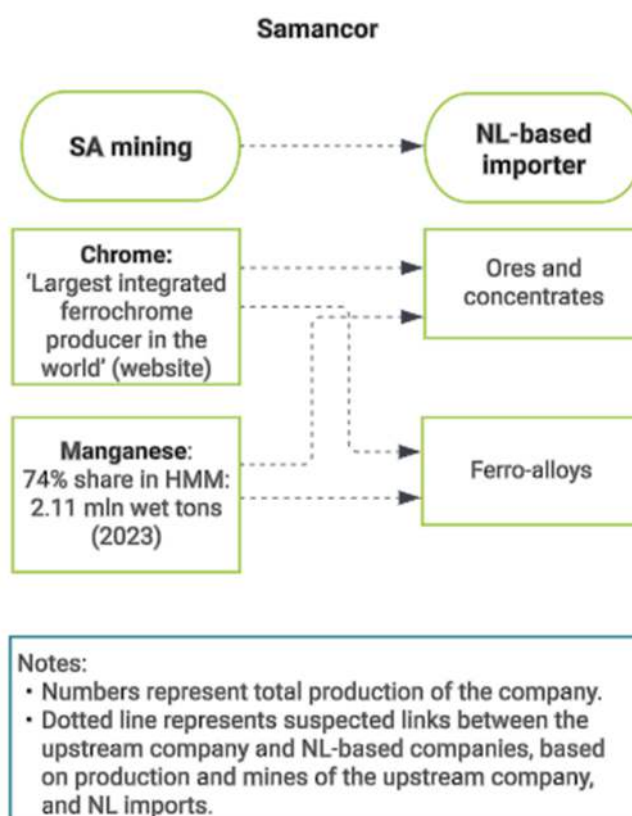 Samancor
SA mining
NL-based
importer
Chrome:
‘Largest integrated
ferrochrome
producer in the
world’ (website)
Ores and
concentrates
Manganese:
74% share in HMM:
2.11 mln wet tons
(2023)
Ferro-alloys
Notes:
• Numbers represent total production of the company.
• Dotted line represents suspected links between the
upstream company and NL-based companies, based
on production and mines of the upstream company,
and NL imports.